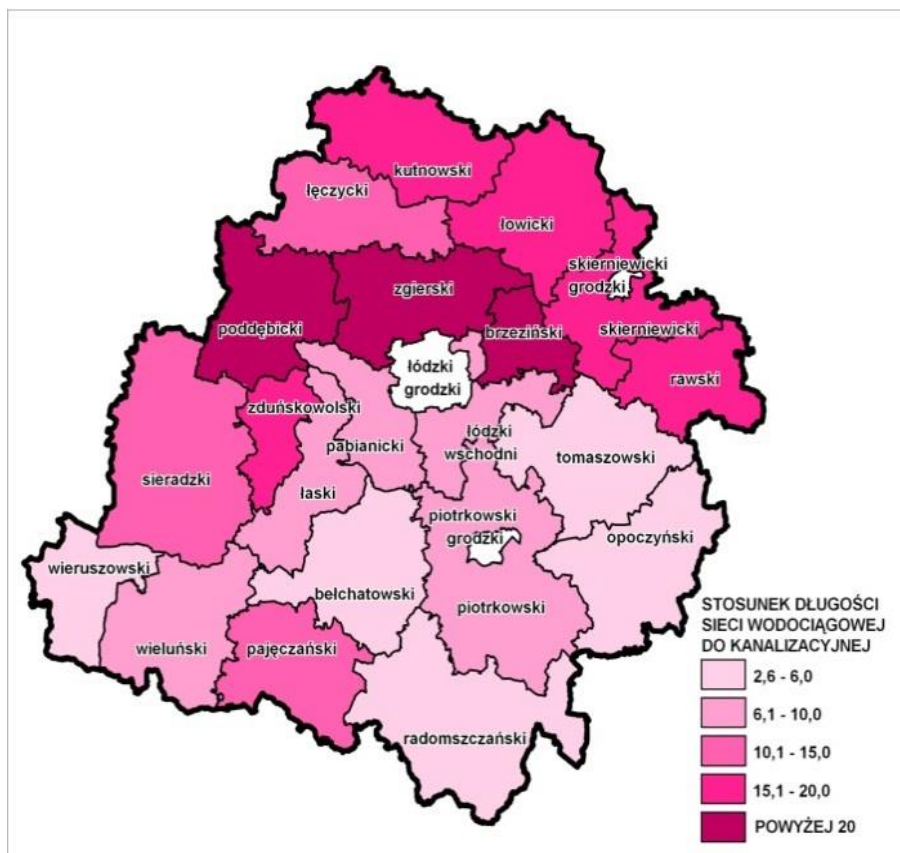 kutnowski
łęczycki
łowicki
skierniewicki
grodzki
zgierski
poddębicki
brzeziński
skierniewicki
rawski
łódzki
grodzki
zduńskowolski
pabianicki
łódzki
wschodni
tomaszowski
sieradzki
łaski
piotrkowski
grodzki
opoczyński
wieruszowski
bełchatowski
piotrkowski
wieluński
pajęczański
radomszczański
STOSUNEK DŁUGOŚCI
SIECI WODOCIĄGOWEJ
DO KANALIZACYJNEJ
2,6 - 6,0
6,1 - 10,0
10,1 - 15,0
15,1 - 20,0
POWYŻEJ 20